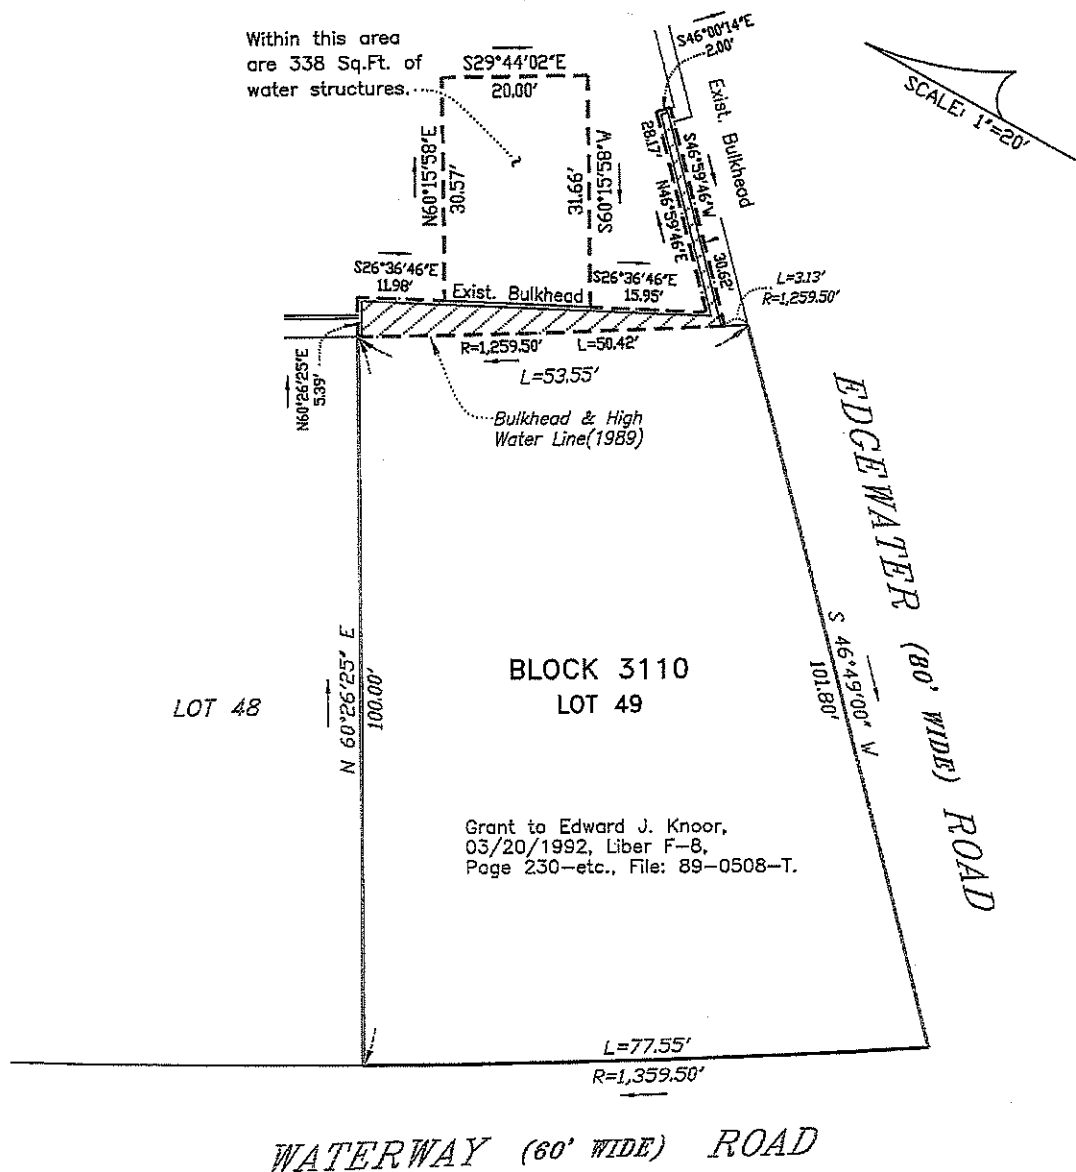 Within this area
are 338 Sq.Ft. of
water structures.
S29°44'02"E
20.00'
S46°00'14"E
2.00'
SCALE: 1"=20'
N60°15'58"E
30.57'
31.66'
S60°15'58"W
28.17'
N46°59'46"E
S46°59'46"W
30.62'
Exist. Bulkhead
S26°36'46"E
11.98'
Exist. Bulkhead
S26°36'46"E
15.95'
L=3.13'
R=1,259.50'
N60°26'25"E
5.39'
R=1,259.50' L=50.42'
L=53.55'
Bulkhead & High
Water Line(1989)
EDGEWATER (80' WIDE) ROAD
S 46°49'00" W
101.80'
N 60°26'25" E
100.00'
LOT 48
BLOCK 3110
LOT 49
Grant to Edward J. Knoor,
03/20/1992, Liber F-8,
Page 230-etc., File: 89-0508-T.
L=77.55'
R=1,359.50'
WATERWAY (60' WIDE) ROAD